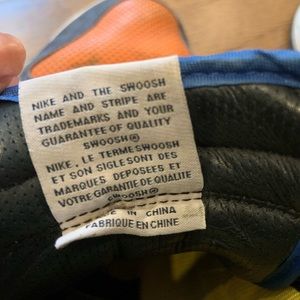 NIKE AND THE SWOOSH
NAME AND STRIPE ARE
TRADEMARKS AND YOUR
GUARANTEE OF QUALITY
SWOOSH®
NIKE, LE TERME SWOOSH
ET SON SIGLE SONT DES
MARQUES DEPOSEES ET
VOTRE GARANTIE DE QUALITE
SWOOSH®
IN CHINA
FABRIQUE EN CHINE